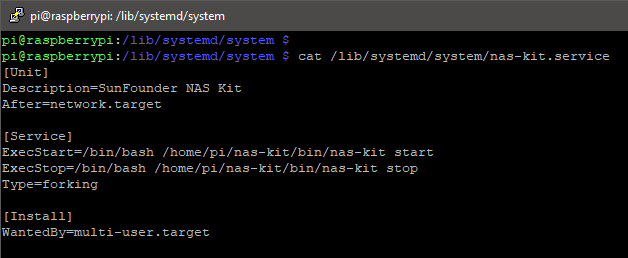 pi@raspberrypi: /lib/systemd/system
pi@raspberrypi:/lib/systemd/system $
pi@raspberrypi:/lib/systemd/system $ cat /lib/systemd/system/nas-kit.service
[Unit]
Description=SunFounder NAS Kit
After=network.target

[Service]
ExecStart=/bin/bash /home/pi/nas-kit/bin/nas-kit start
ExecStop=/bin/bash /home/pi/nas-kit/bin/nas-kit stop
Type=forking

[Install]
WantedBy=multi-user.target